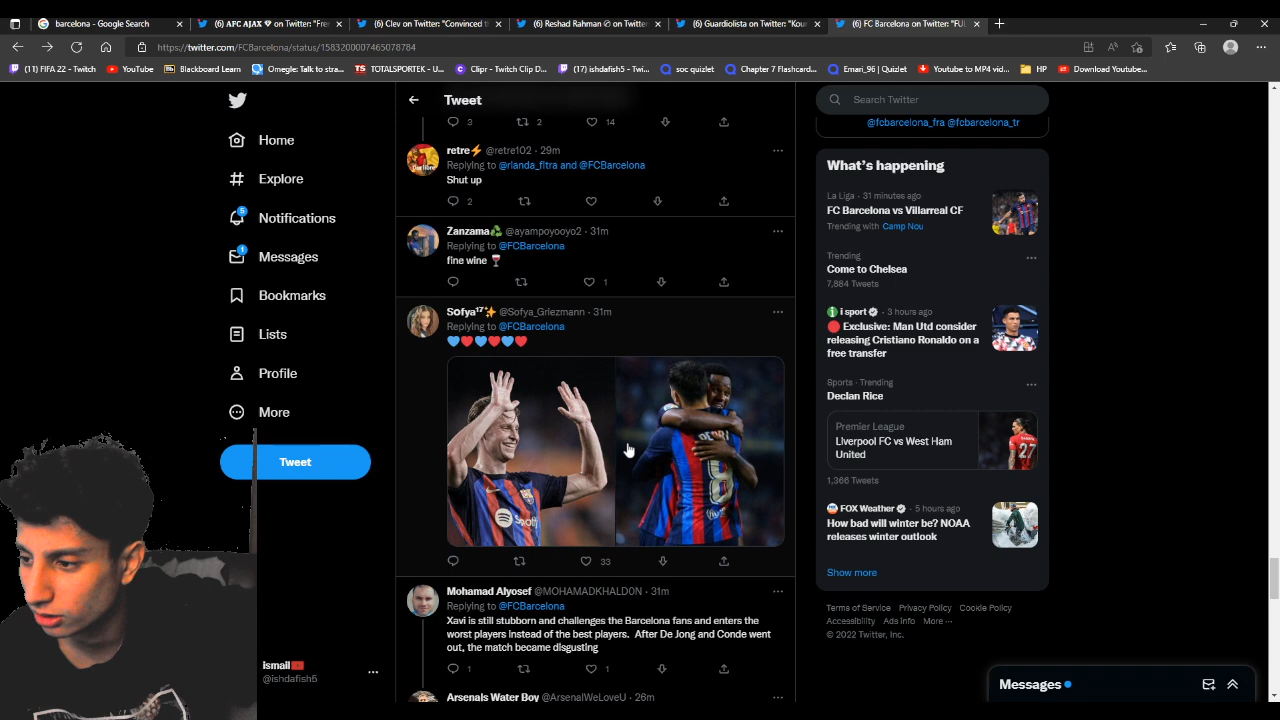 barcelona - Google Search
(6) AFC AJAX on Twitter: "Fre
(6) Clev on Twitter: "Convinced t
(6) Reshad Rahman on Twitter
(6) Guardiolista on Twitter: "Kou
(6) FC Barcelona on Twitter: "FU
https://twitter.com/FCBarcelona/status/1583200007465078784
(11) FIFA 22 - Twitch
YouTube
Blackboard Learn
Omegle: Talk to stra...
TOTALSPORTEK - U...
Clipr - Twitch Clip D...
(17) ishdafish5 - Twi...
soc quizlet
Chapter 7 Flashcard...
Emari_96 | Quizlet
Youtube to MP4 vid...
HP
Download Youtube...
Home
Explore
5
Notifications
1
Messages
Bookmarks
Lists
Profile
More
Tweet
ismail🇲🇦
@ishdafish5
Tweet
3 2 14
retre⚡ @retre102 · 29m
Replying to @rlanda_fitra and @FCBarcelona
Shut up
2
Zanzama♻ @ayampoyooyo2 · 31m
Replying to @FCBarcelona
fine wine 🍷
1
Sofya¹⁷✨ @Sofya_Griezmann · 31m
Replying to @FCBarcelona
💙❤💙❤💙❤
Spotify
PEDRI
8
33
Mohamad Alyosef @MOHAMADKHALD0N · 31m
Replying to @FCBarcelona
Xavi is still stubborn and challenges the Barcelona fans and enters the
worst players instead of the best players. After De Jong and Conde went
out, the match became disgusting
1 1
Arsenals Water Boy @ArsenalWeLoveU · 26m
Search Twitter
@fcbarcelona_fra @fcbarcelona_tr
What's happening
La Liga · 31 minutes ago
FC Barcelona vs Villarreal CF
Trending with Camp Nou
Trending
Come to Chelsea
7,884 Tweets
i sport · 3 hours ago
🔴 Exclusive: Man Utd consider
releasing Cristiano Ronaldo on a
free transfer
Sports · Trending
Declan Rice
Premier League
Liverpool FC vs West Ham
United
27
1,366 Tweets
FOX Weather · 5 hours ago
How bad will winter be? NOAA
releases winter outlook
Show more
Terms of Service Privacy Policy Cookie Policy
Accessibility Ads info More ···
© 2022 Twitter, Inc.
Messages